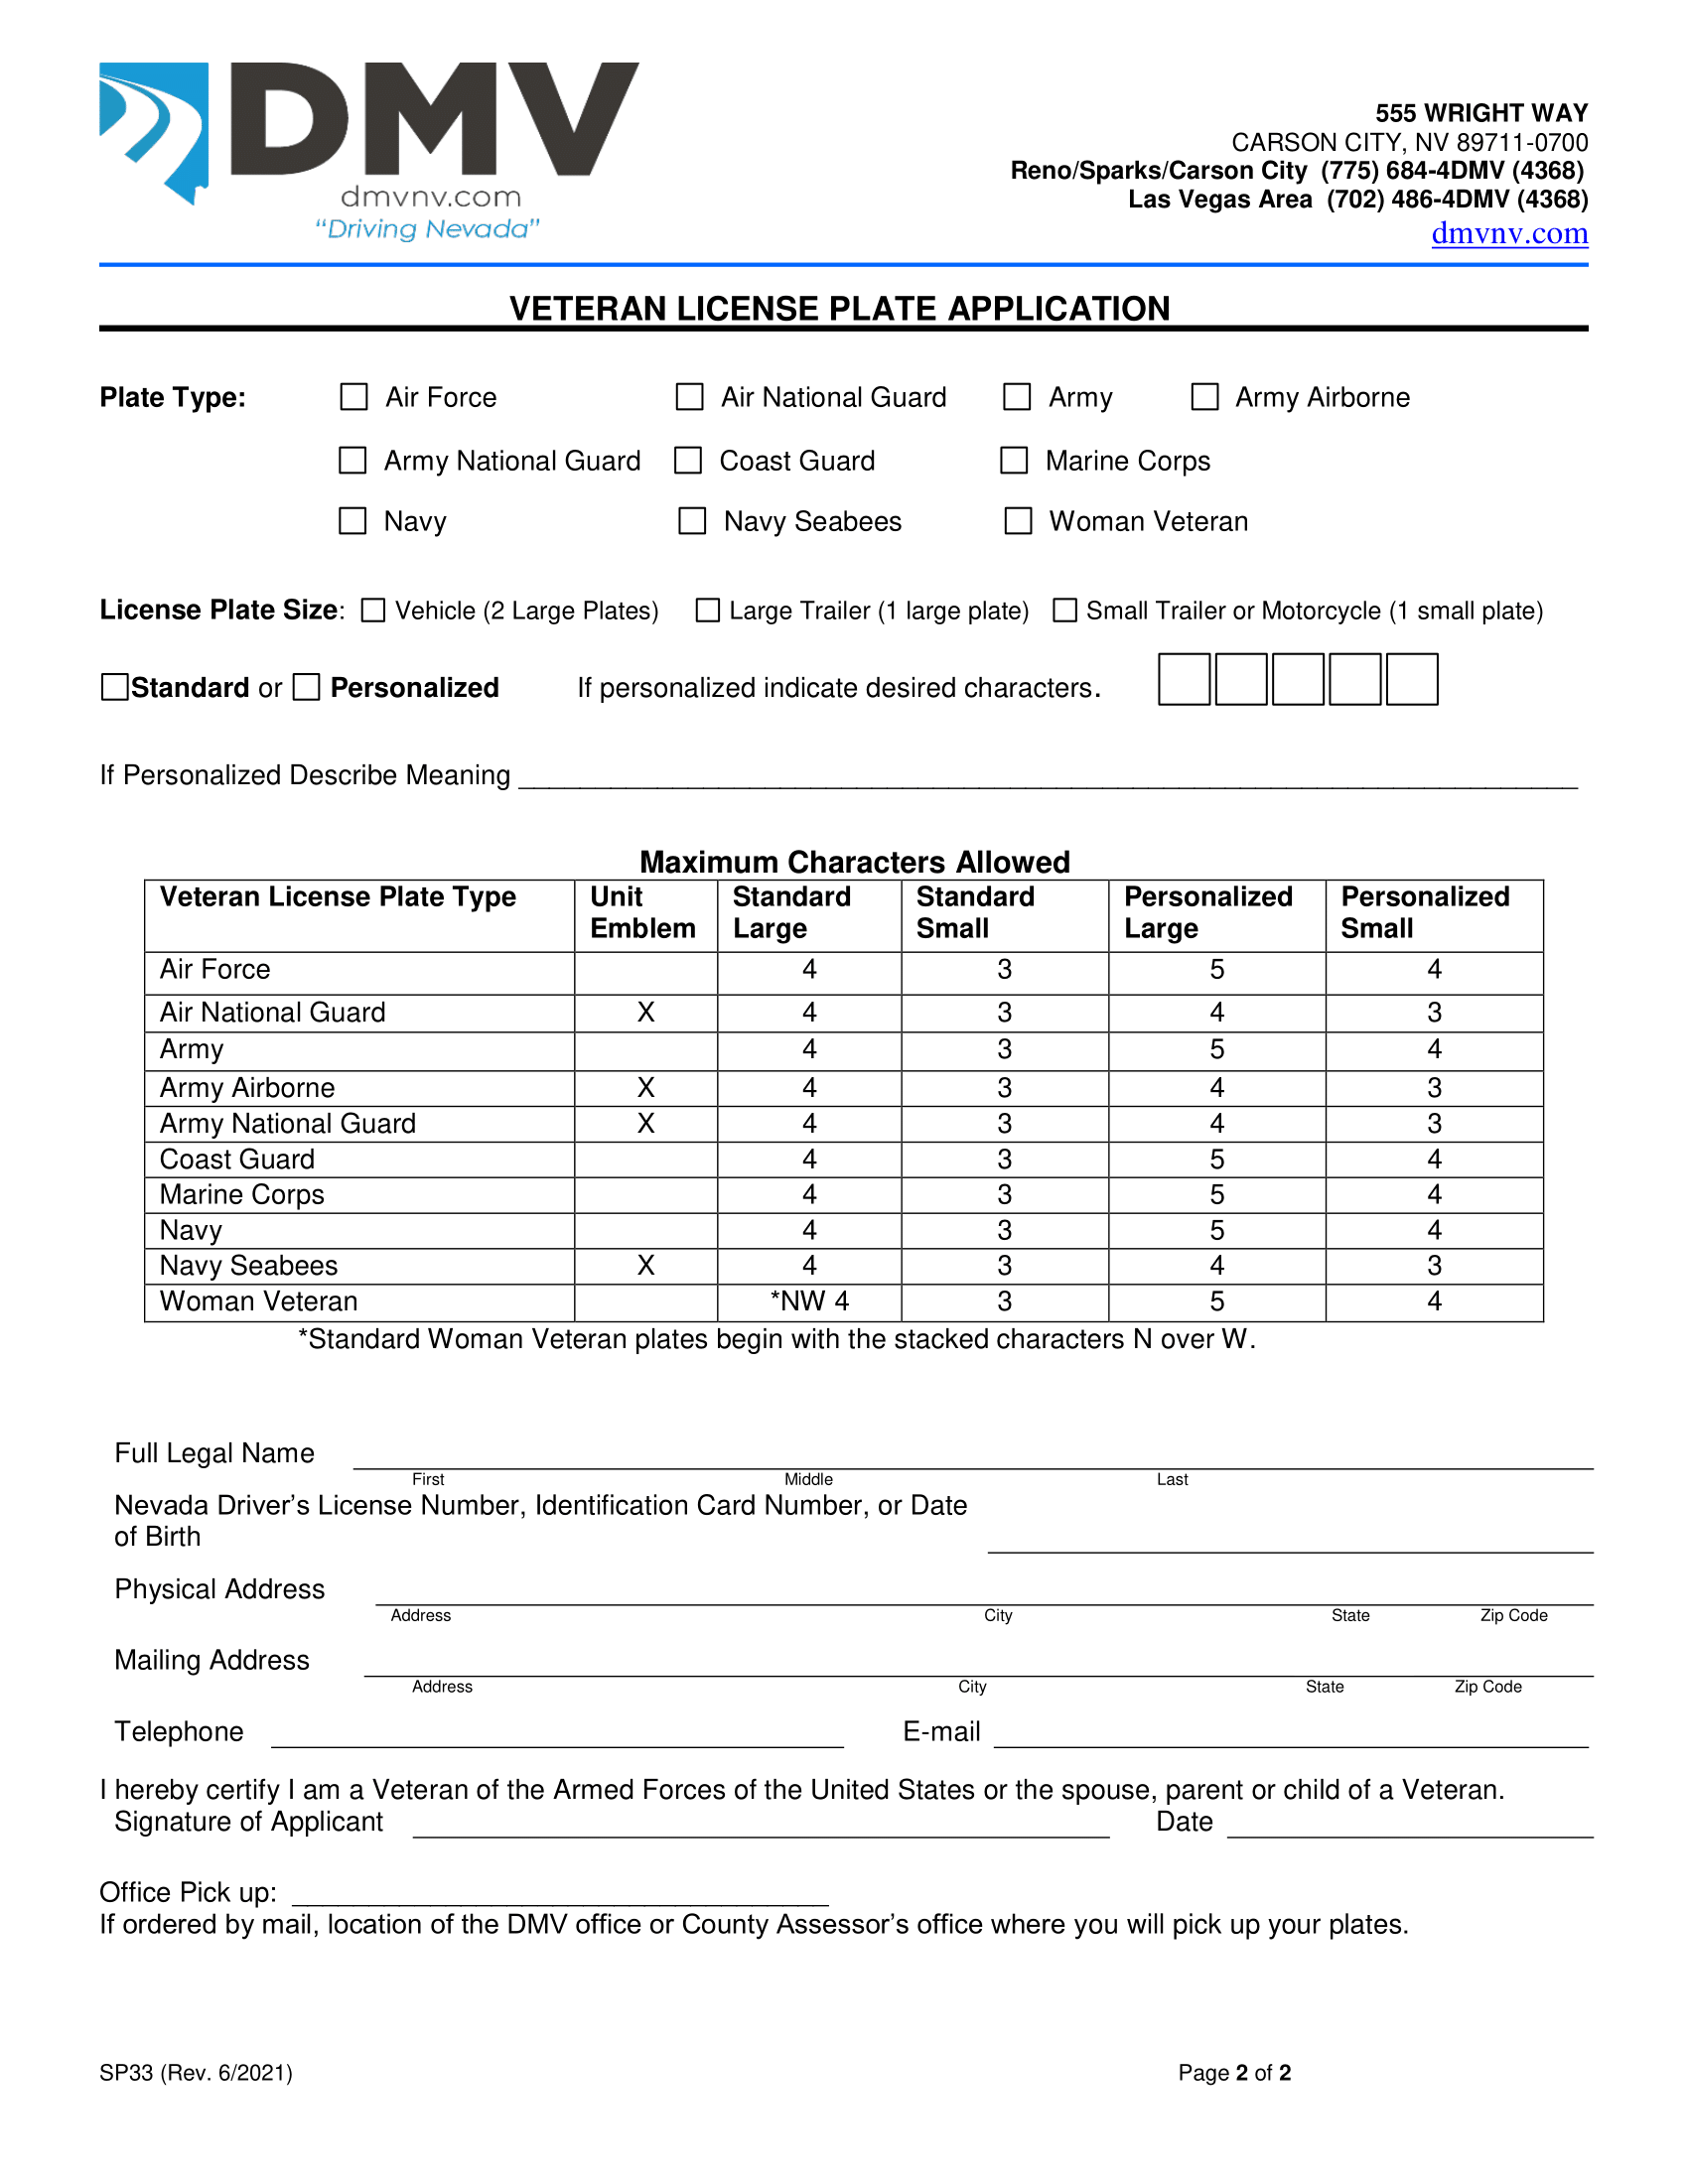 DMV
dmvnv.com
“Driving Nevada”
555 WRIGHT WAY
CARSON CITY, NV 89711-0700
Reno/Sparks/Carson City (775) 684-4DMV (4368)
Las Vegas Area (702) 486-4DMV (4368)
dmvnv.com
VETERAN LICENSE PLATE APPLICATION
Plate Type: Air Force Air National Guard Army Army Airborne
Army National Guard Coast Guard Marine Corps
Navy Navy Seabees Woman Veteran
License Plate Size: Vehicle (2 Large Plates) Large Trailer (1 large plate) Small Trailer or Motorcycle (1 small plate)
Standard or Personalized If personalized indicate desired characters.
If Personalized Describe Meaning
Maximum Characters Allowed
Veteran License Plate Type Unit Emblem Standard Large Standard Small Personalized Large Personalized Small
Air Force 4 3 5 4
Air National Guard X 4 3 4 3
Army 4 3 5 4
Army Airborne X 4 3 4 3
Army National Guard X 4 3 4 3
Coast Guard 4 3 5 4
Marine Corps 4 3 5 4
Navy 4 3 5 4
Navy Seabees X 4 3 4 3
Woman Veteran *NW 4 3 5 4
*Standard Woman Veteran plates begin with the stacked characters N over W.
Full Legal Name
First Middle Last
Nevada Driver’s License Number, Identification Card Number, or Date
of Birth
Physical Address
Address City State Zip Code
Mailing Address
Address City State Zip Code
Telephone E-mail
I hereby certify I am a Veteran of the Armed Forces of the United States or the spouse, parent or child of a Veteran.
Signature of Applicant Date
Office Pick up:
If ordered by mail, location of the DMV office or County Assessor’s office where you will pick up your plates.
SP33 (Rev. 6/2021) Page 2 of 2